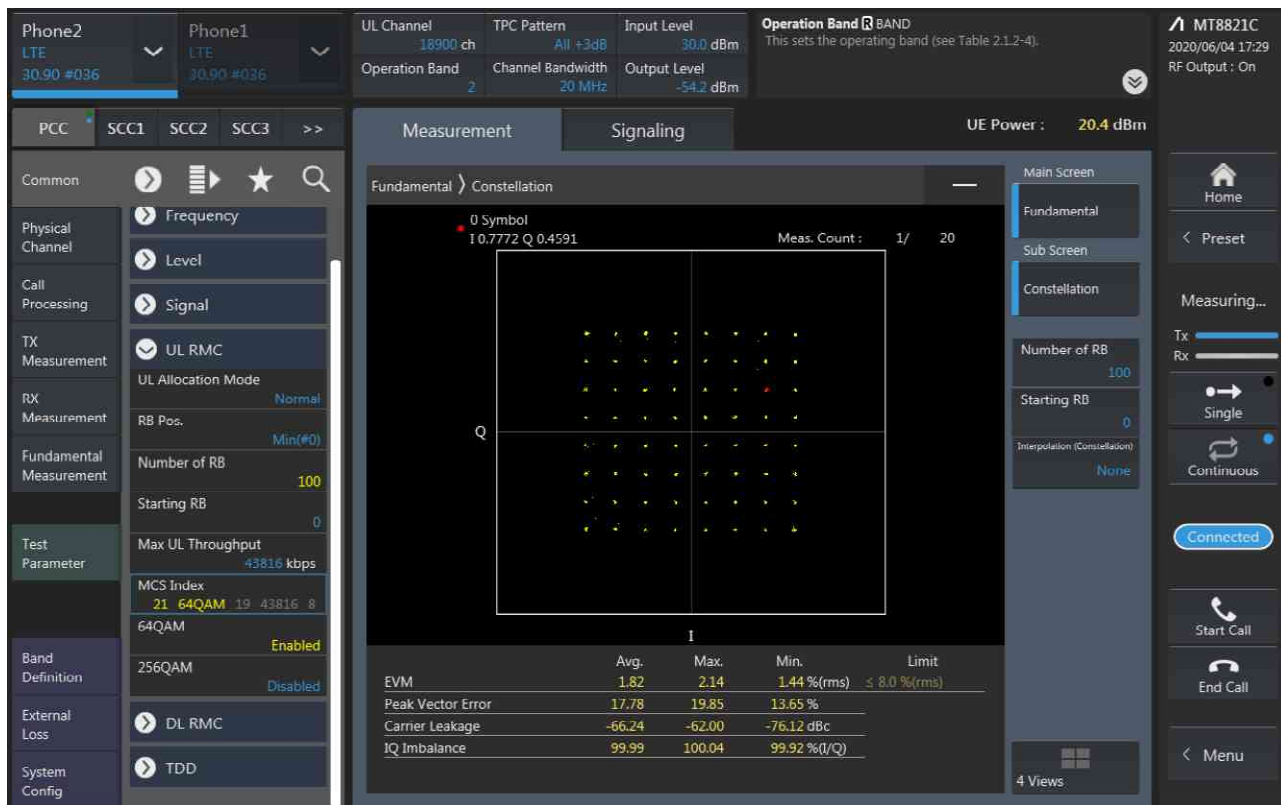 Phone2
LTE
30.90 #036
Phone1
LTE
30.90 #036
UL Channel
18900 ch
TPC Pattern
All +3dB
Input Level
30.0 dBm
Operation Band
2
Channel Bandwidth
20 MHz
Output Level
-54.2 dBm
Operation Band R BAND
This sets the operating band (see Table 2.1.2-4).
MT8821C
2020/06/04 17:29
RF Output : On
PCC SCC1 SCC2 SCC3 >>
Measurement
Signaling
UE Power : 20.4 dBm
Common
Physical
Channel
Call
Processing
TX
Measurement
RX
Measurement
Fundamental
Measurement
Test
Parameter
Band
Definition
External
Loss
System
Config
Frequency
Level
Signal
UL RMC
UL Allocation Mode
Normal
RB Pos.
Min(#0)
Number of RB
100
Starting RB
0
Max UL Throughput
43816 kbps
MCS Index
21 64QAM 19 43816 8
64QAM
Enabled
256QAM
Disabled
DL RMC
TDD
Fundamental 〉 Constellation
0 Symbol
I 0.7772 Q 0.4591
Meas. Count : 1/ 20
Q
I
Avg. Max. Min. Limit
EVM 1.82 2.14 1.44 %(rms) ≤ 8.0 %(rms)
Peak Vector Error 17.78 19.85 13.65 %
Carrier Leakage -66.24 -62.00 -76.12 dBc
IQ Imbalance 99.99 100.04 99.92 %(I/Q)
Main Screen
Fundamental
Sub Screen
Constellation
Number of RB
100
Starting RB
0
Interpolation (Constellation)
None
4 Views
Home
< Preset
Measuring...
Tx
Rx
Single
Continuous
Connected
Start Call
End Call
< Menu